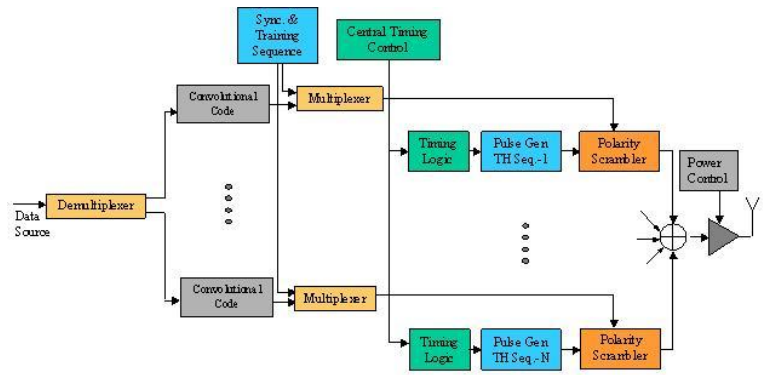 Sync. &
Training
Sequence
Central Timing
Control
Convolutional
Code
Multiplexer
Timing
Logic
Pulse Gen
TH Seq.-1
Polarity
Scrambler
Power
Control
Demultiplexer
Data
Source
Convolutional
Code
Multiplexer
Timing
Logic
Pulse Gen
TH Seq.-N
Polarity
Scrambler